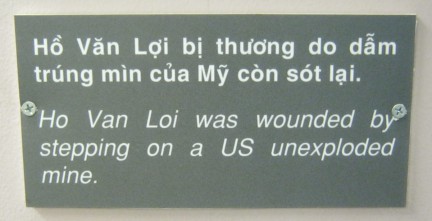 Hồ Văn Lợi bị thương do dẫm
trúng mìn của Mỹ còn sót lại.
Ho Van Loi was wounded by
stepping on a US unexploded
mine.